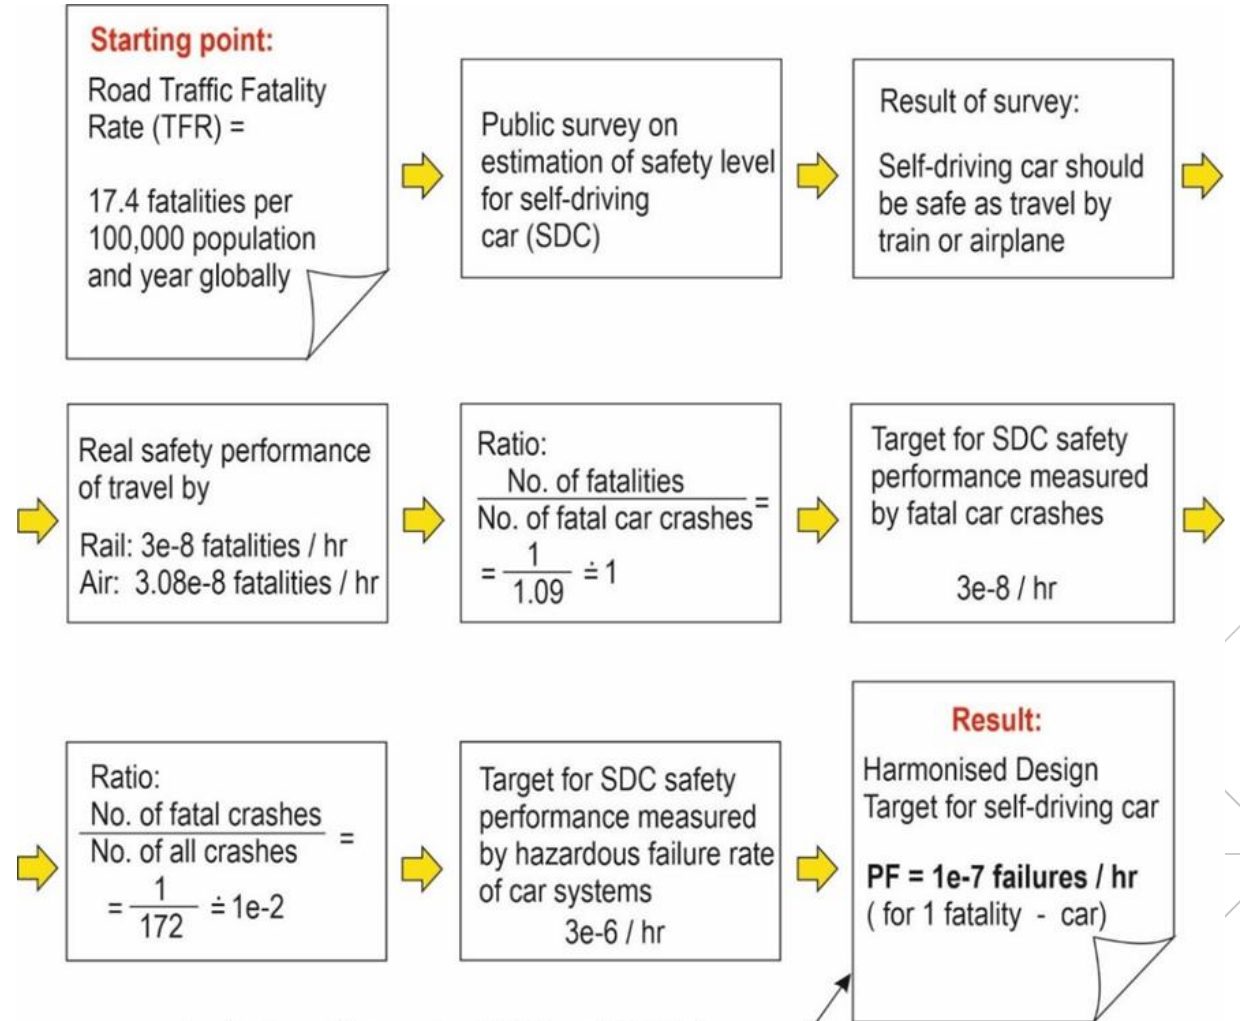 Starting point:
Road Traffic Fatality
Rate (TFR) =
17.4 fatalities per
100,000 population
and year globally
Public survey on
estimation of safety level
for self-driving
car (SDC)
Result of survey:
Self-driving car should
be safe as travel by
train or airplane
Real safety performance
of travel by
Rail: 3e-8 fatalities / hr
Air: 3.08e-8 fatalities / hr
Ratio:
No. of fatalities
No. of fatal car crashes =
= 1 / 1.09 ≐ 1
Target for SDC safety
performance measured
by fatal car crashes
3e-8 / hr
Ratio:
No. of fatal crashes
No. of all crashes =
= 1 / 172 ≐ 1e-2
Target for SDC safety
performance measured
by hazardous failure rate
of car systems
3e-6 / hr
Result:
Harmonised Design
Target for self-driving car
PF = 1e-7 failures / hr
( for 1 fatality - car)